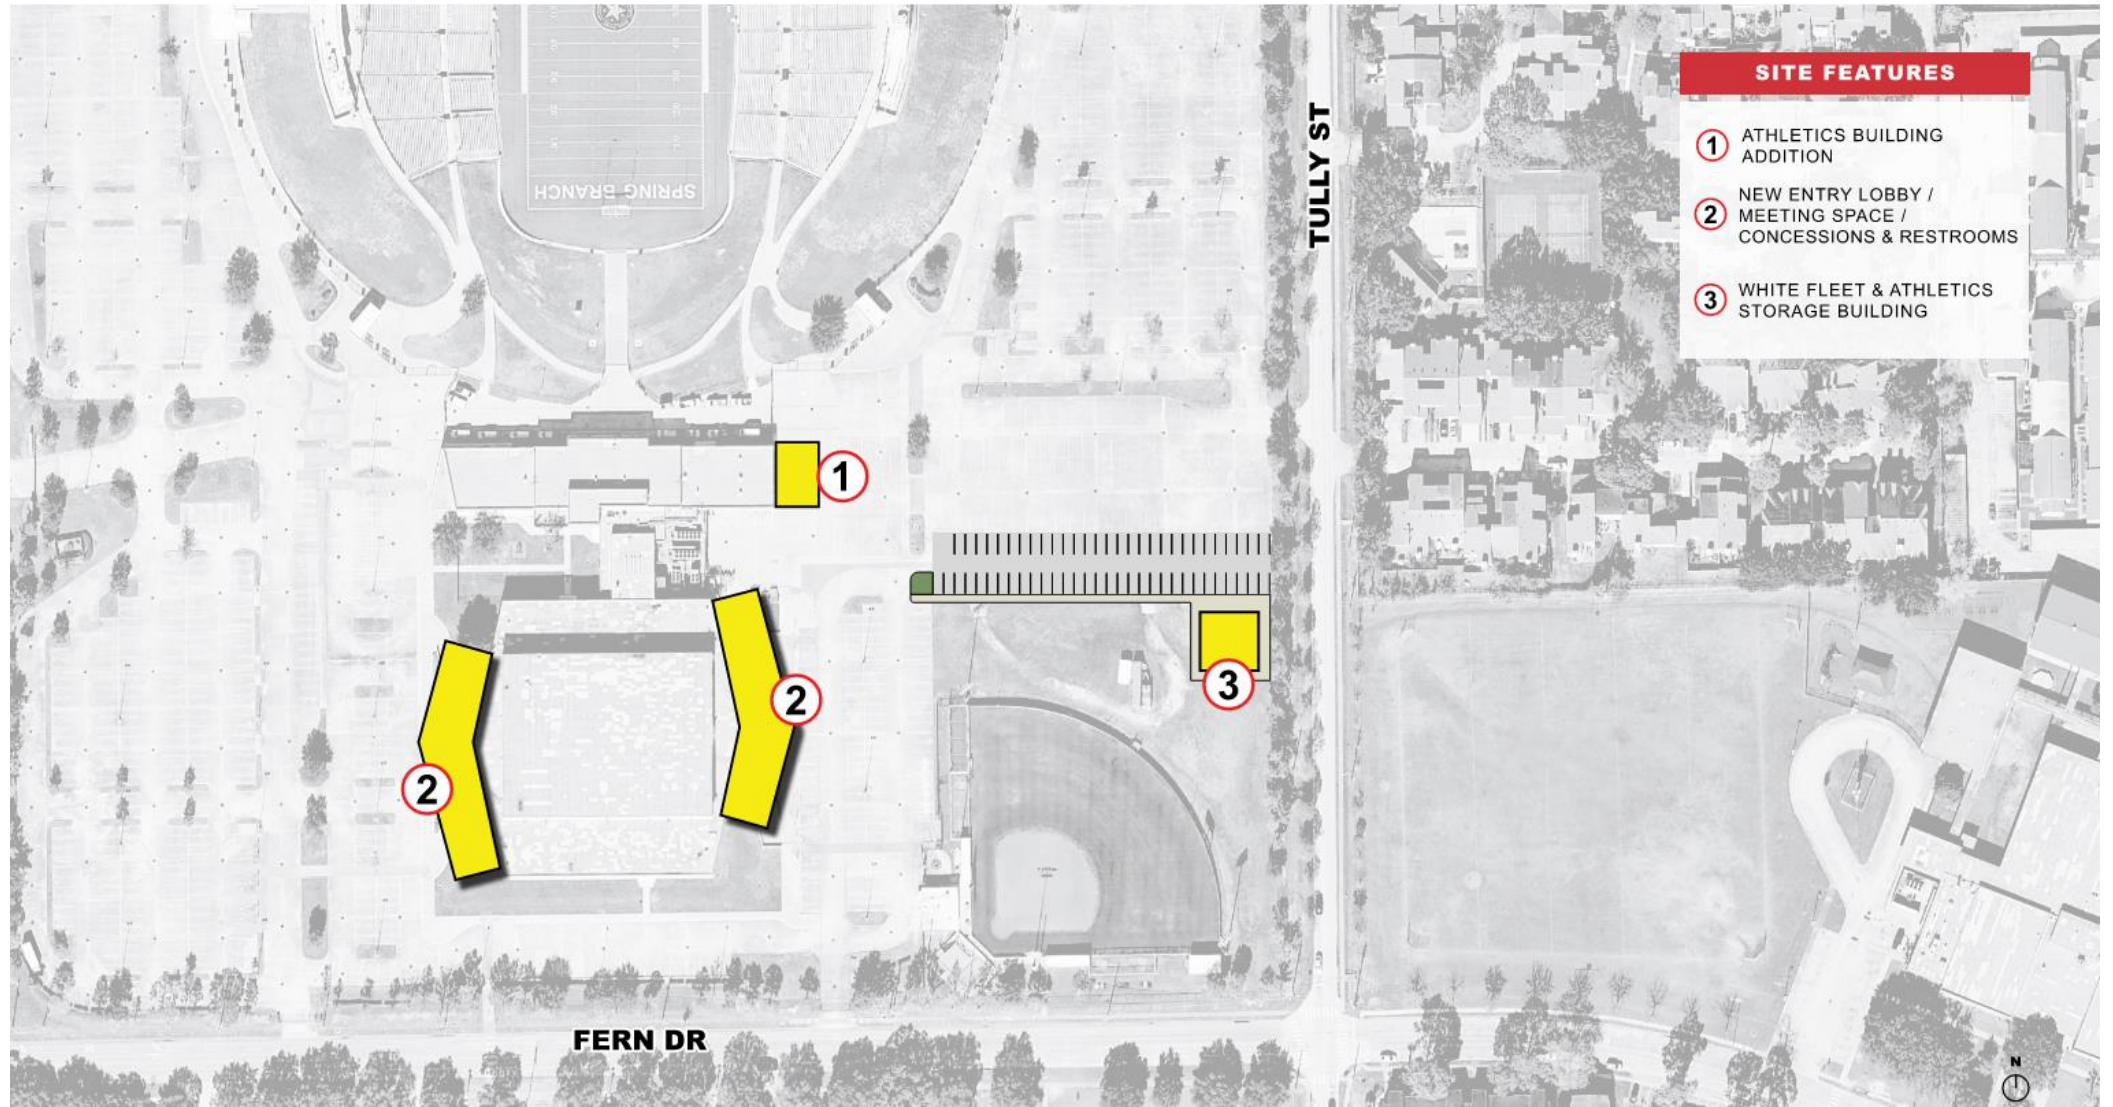 SPRING BRANCH
TULLY ST
SITE FEATURES
1 ATHLETICS BUILDING
ADDITION
2 NEW ENTRY LOBBY /
MEETING SPACE /
CONCESSIONS & RESTROOMS
3 WHITE FLEET & ATHLETICS
STORAGE BUILDING
1
2
2
3
FERN DR
N